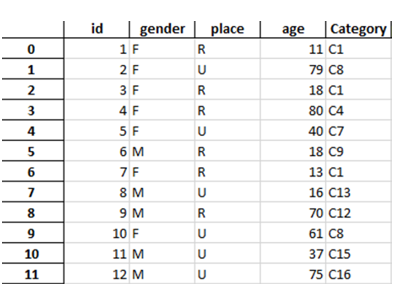 id gender place age Category
0 1 F R 11 C1
1 2 F U 79 C8
2 3 F R 18 C1
3 4 F R 80 C4
4 5 F U 40 C7
5 6 M R 18 C9
6 7 F R 13 C1
7 8 M U 16 C13
8 9 M R 70 C12
9 10 F U 61 C8
10 11 M U 37 C15
11 12 M U 75 C16